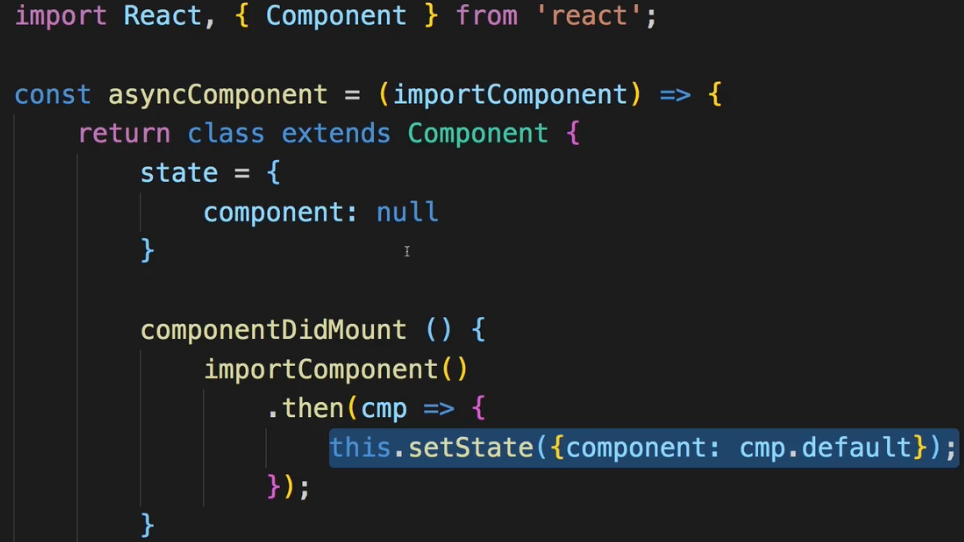 import React, { Component } from 'react';
const asyncComponent = (importComponent) => {
return class extends Component {
state = {
component: null
}
componentDidMount () {
importComponent()
.then(cmp => {
this.setState({component: cmp.default});
});
}